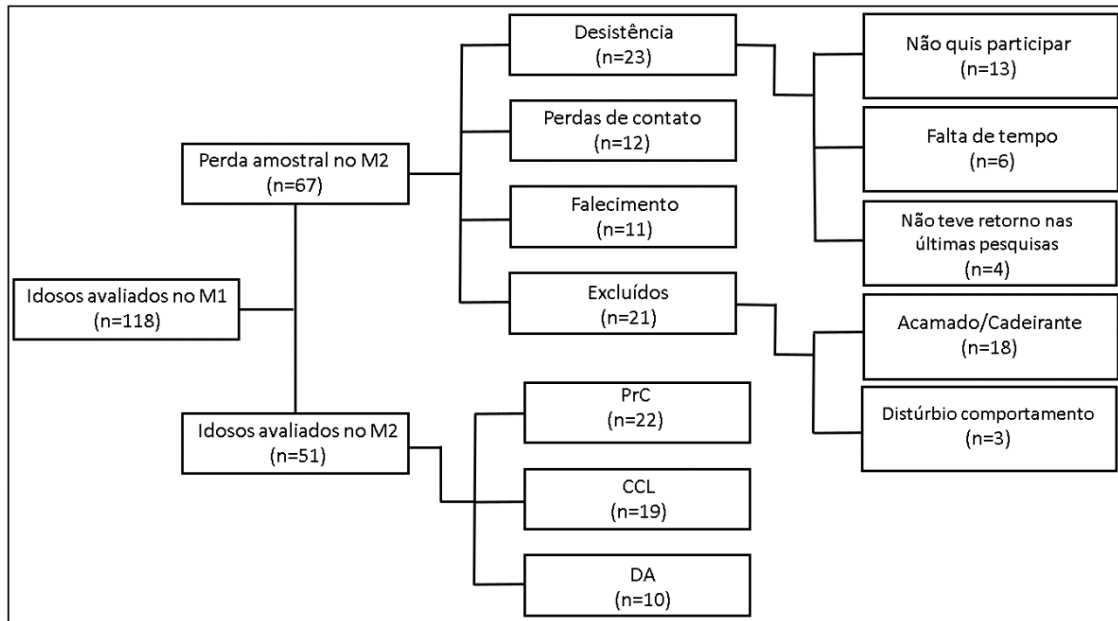 Idosos avaliados no M1
(n=118)
Perda amostral no M2
(n=67)
Desistência
(n=23)
Não quis participar
(n=13)
Falta de tempo
(n=6)
Não teve retorno nas
últimas pesquisas
(n=4)
Perdas de contato
(n=12)
Falecimento
(n=11)
Excluídos
(n=21)
Acamado/Cadeirante
(n=18)
Distúrbio comportamento
(n=3)
Idosos avaliados no M2
(n=51)
PrC
(n=22)
CCL
(n=19)
DA
(n=10)